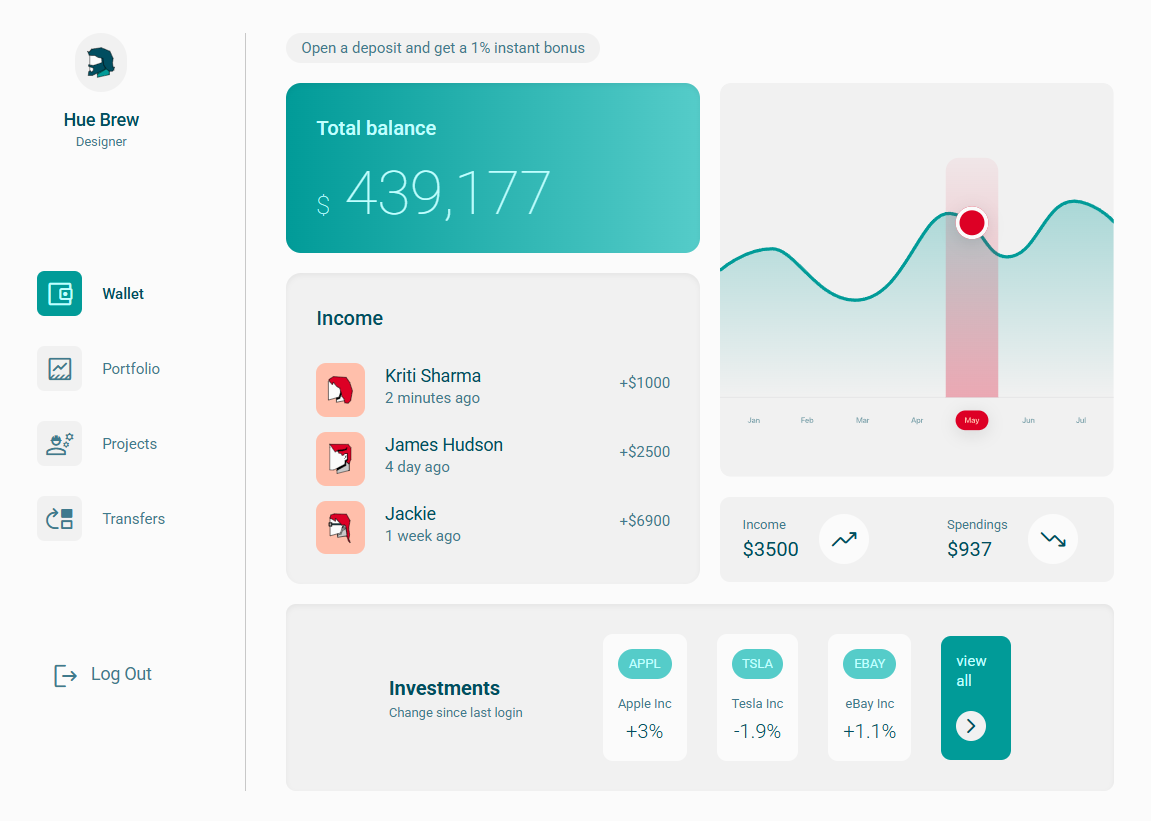 Hue Brew
Designer
Wallet
Portfolio
Projects
Transfers
Log Out
Open a deposit and get a 1% instant bonus
Total balance
$ 439,177
Income
Kriti Sharma
2 minutes ago
+$1000
James Hudson
4 day ago
+$2500
Jackie
1 week ago
+$6900
Jan Feb Mar Apr May Jun Jul
Income
$3500
Spendings
$937
Investments
Change since last login
APPL
Apple Inc
+3%
TSLA
Tesla Inc
-1.9%
EBAY
eBay Inc
+1.1%
view
all